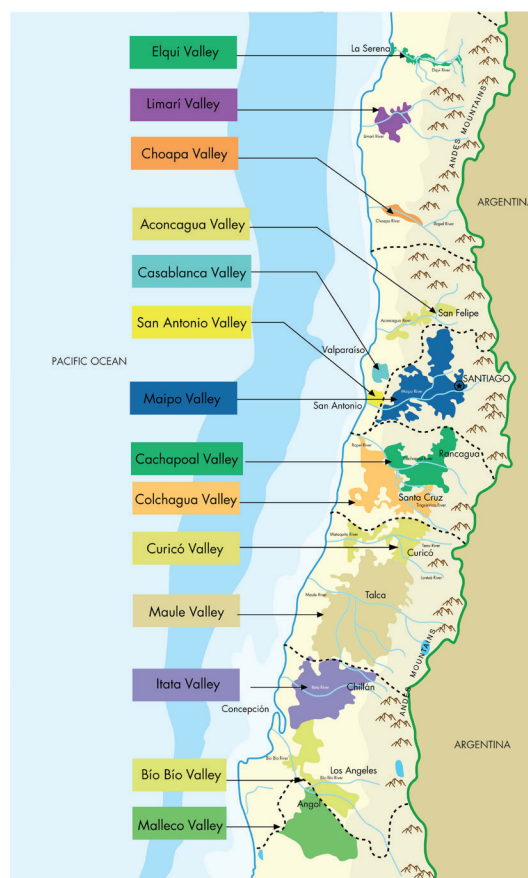 La Serena
Elqui Valley
Elqui River
Limarí Valley
Limarí River
ANDES MOUNTAINS
Choapa Valley
ARGENTINA
Choapa River
Illapel River
Aconcagua Valley
Casablanca Valley
San Felipe
Aconcagua River
San Antonio Valley
Valparaíso
PACIFIC OCEAN
SANTIAGO
Maipo River
Maipo Valley
San Antonio
Rapel River
Rancagua
Cachapoal Valley
Colchagua Valley
Santa Cruz
Tinguiririca River
Mataquito River
Curicó Valley
Teno River
Curicó
Lontué River
Maule River
Talca
Maule Valley
ANDES MOUNTAINS
Itata Valley
Itata River
Chillán
Concepción
ARGENTINA
Bío Bío River
Los Angeles
Bío Bío Valley
Bío Bío River
Angol
Malleco Valley